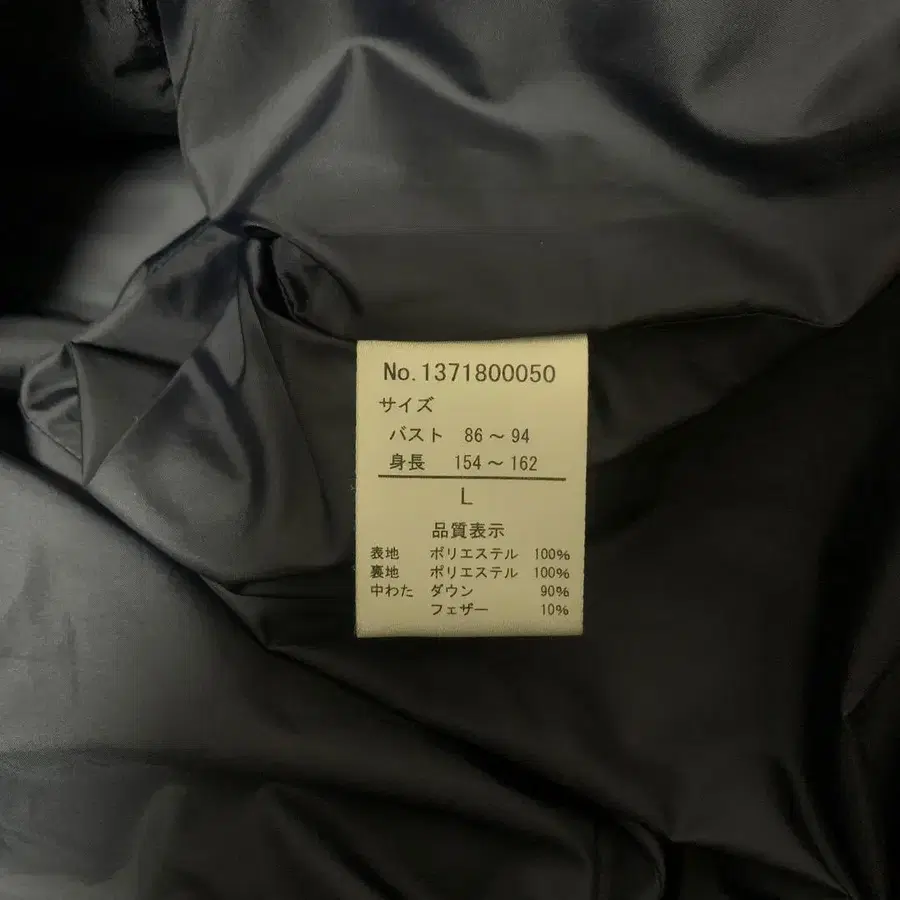 No.1371800050
サイズ
バスト 86～94
身長 154～162
L
品質表示
表地 ポリエステル 100%
裏地 ポリエステル 100%
中わた ダウン 90%
フェザー 10%